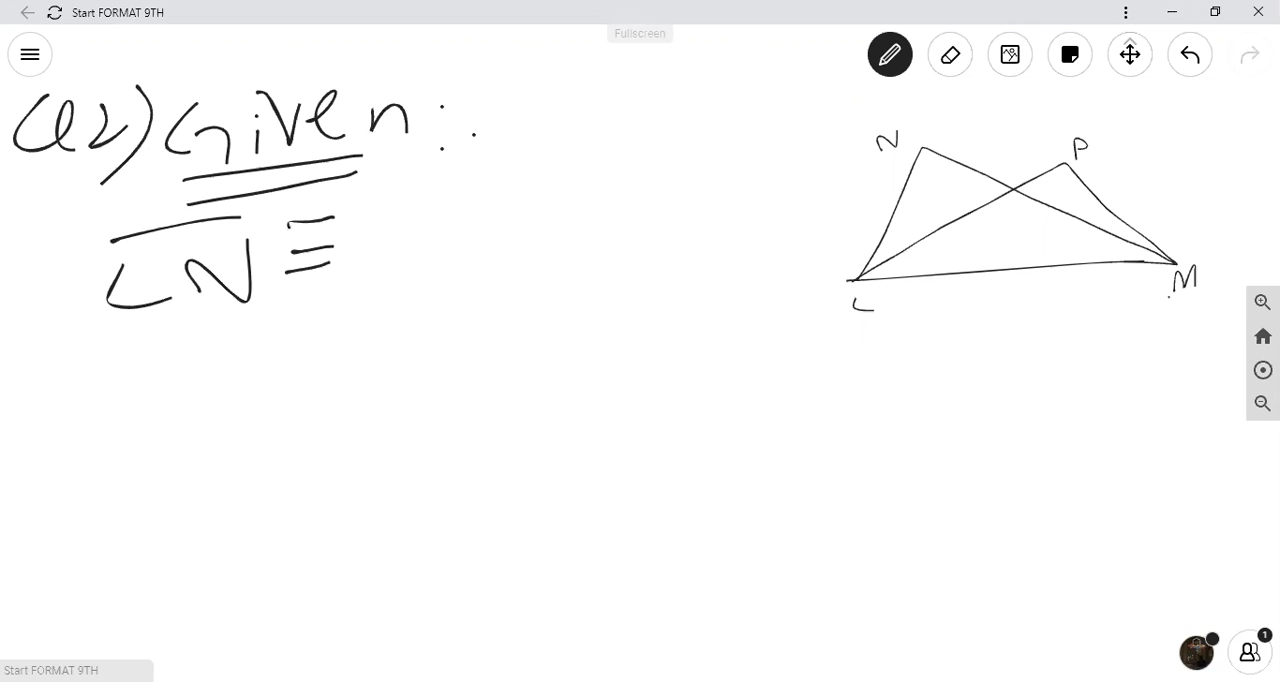 Start FORMAT 9TH
Fullscreen
(Q2) Given :.
LN ≡
N
P
L
M
1
Start FORMAT 9TH